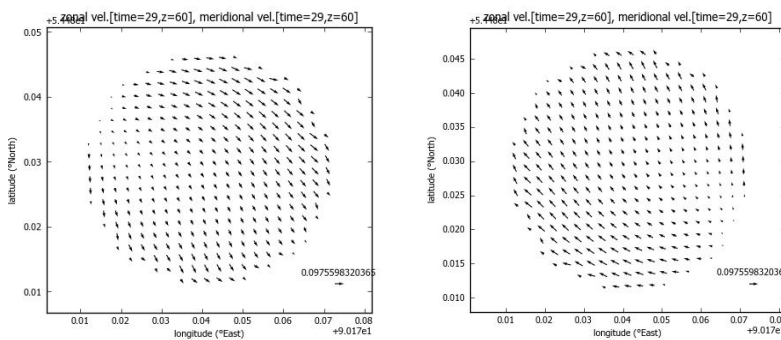 zonal vel.[time=29,z=60], meridional vel.[time=29,z=60]
0.05
0.04
0.03
0.02
0.01
latitude (°North)
0.0975598320365
0.01 0.02 0.03 0.04 0.05 0.06 0.07 0.08
longitude (°East)
+9.017e1
zonal vel.[time=29,z=60], meridional vel.[time=29,z=60]
0.045
0.040
0.035
0.030
0.025
0.020
0.015
0.010
latitude (°North)
0.01 0.02 0.03 0.04 0.05 0.06 0.07
longitude (°East)